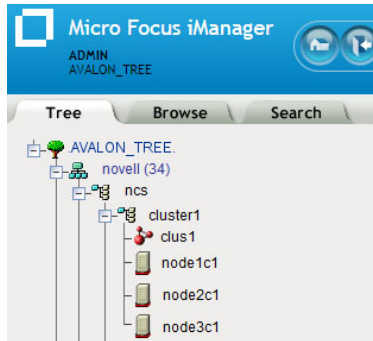 Micro Focus iManager
ADMIN
AVALON_TREE
Tree Browse Search
.AVALON_TREE.
novell (34)
ncs
cluster1
clus1
node1c1
node2c1
node3c1